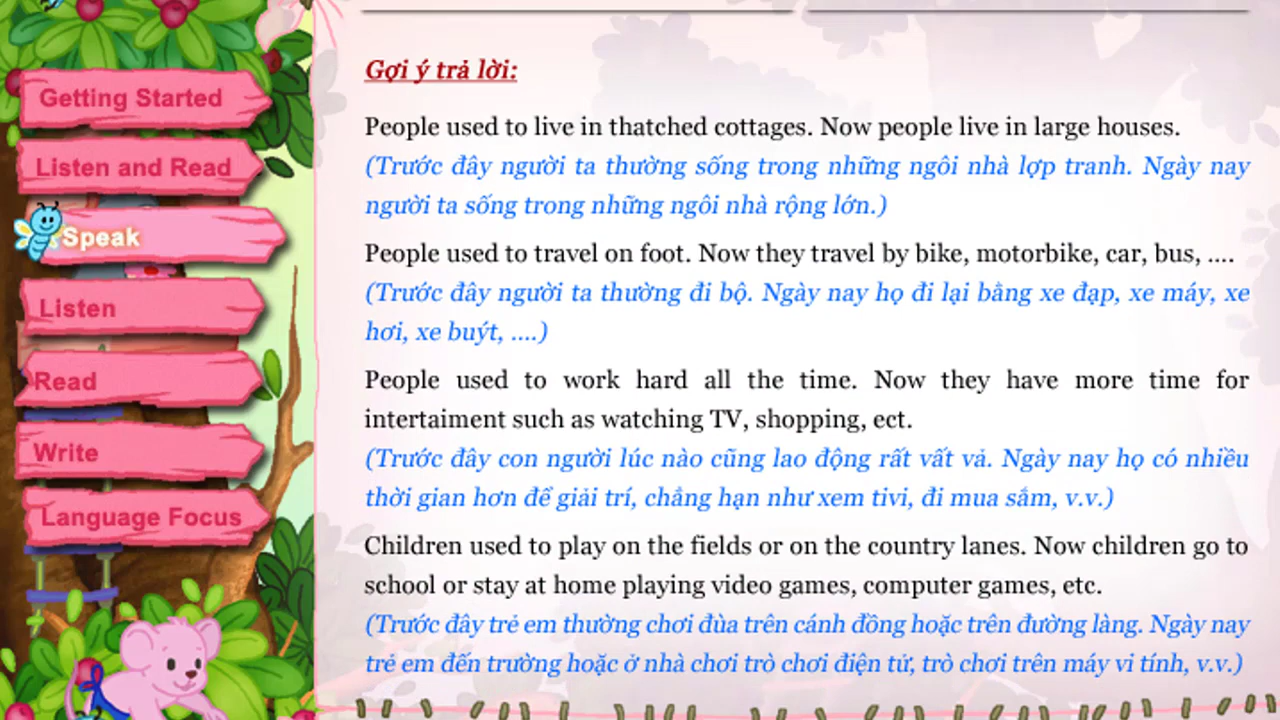 Getting Started
Listen and Read
Speak
Listen
Read
Write
Language Focus
Gợi ý trả lời:
People used to live in thatched cottages. Now people live in large houses.
(Trước đây người ta thường sống trong những ngôi nhà lợp tranh. Ngày nay
người ta sống trong những ngôi nhà rộng lớn.)
People used to travel on foot. Now they travel by bike, motorbike, car, bus, ....
(Trước đây người ta thường đi bộ. Ngày nay họ đi lại bằng xe đạp, xe máy, xe
hơi, xe buýt, ....)
People used to work hard all the time. Now they have more time for
intertaiment such as watching TV, shopping, ect.
(Trước đây con người lúc nào cũng lao động rất vất vả. Ngày nay họ có nhiều
thời gian hơn để giải trí, chẳng hạn như xem tivi, đi mua sắm, v.v.)
Children used to play on the fields or on the country lanes. Now children go to
school or stay at home playing video games, computer games, etc.
(Trước đây trẻ em thường chơi đùa trên cánh đồng hoặc trên đường làng. Ngày nay
trẻ em đến trường hoặc ở nhà chơi trò chơi điện tử, trò chơi trên máy vi tính, v.v.)